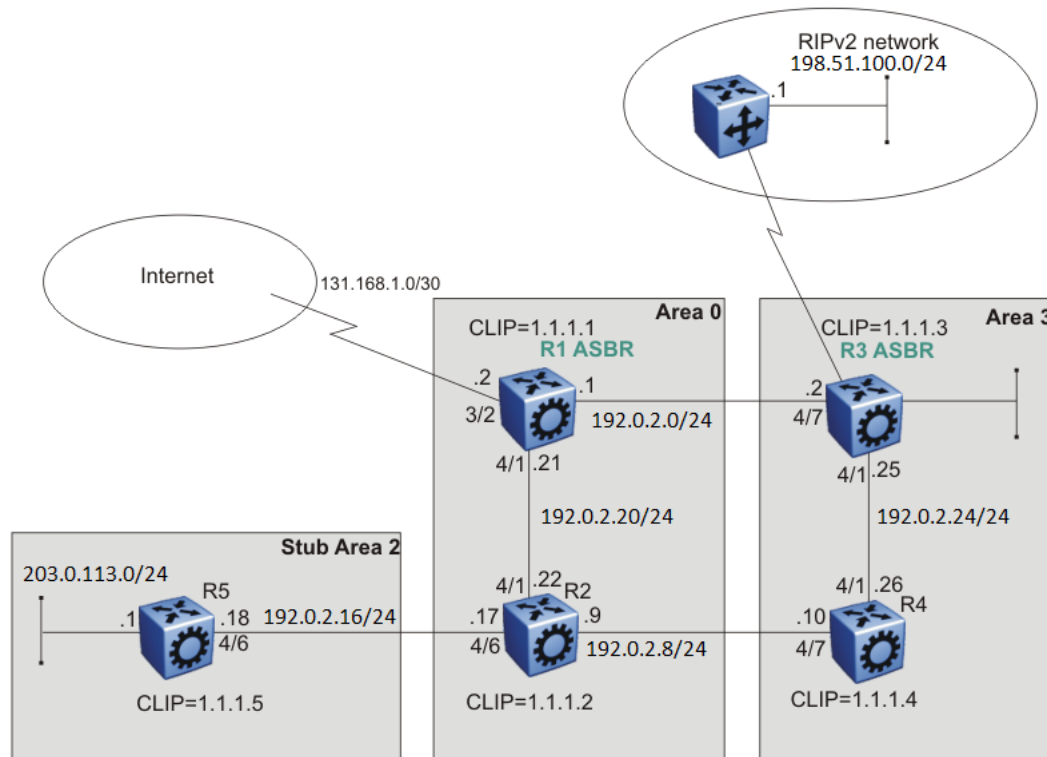 RIPv2 network
198.51.100.0/24
.1
Internet
131.168.1.0/30
Area 0
CLIP=1.1.1.1
R1 ASBR
.2
3/2
.1
192.0.2.0/24
4/1
.21
192.0.2.20/24
Area 3
CLIP=1.1.1.3
R3 ASBR
.2
4/7
4/1
.25
192.0.2.24/24
Stub Area 2
203.0.113.0/24
.1
R5
.18
4/6
192.0.2.16/24
CLIP=1.1.1.5
4/1
.22
R2
.17
4/6
.9
192.0.2.8/24
CLIP=1.1.1.2
4/1
.26
R4
.10
4/7
CLIP=1.1.1.4